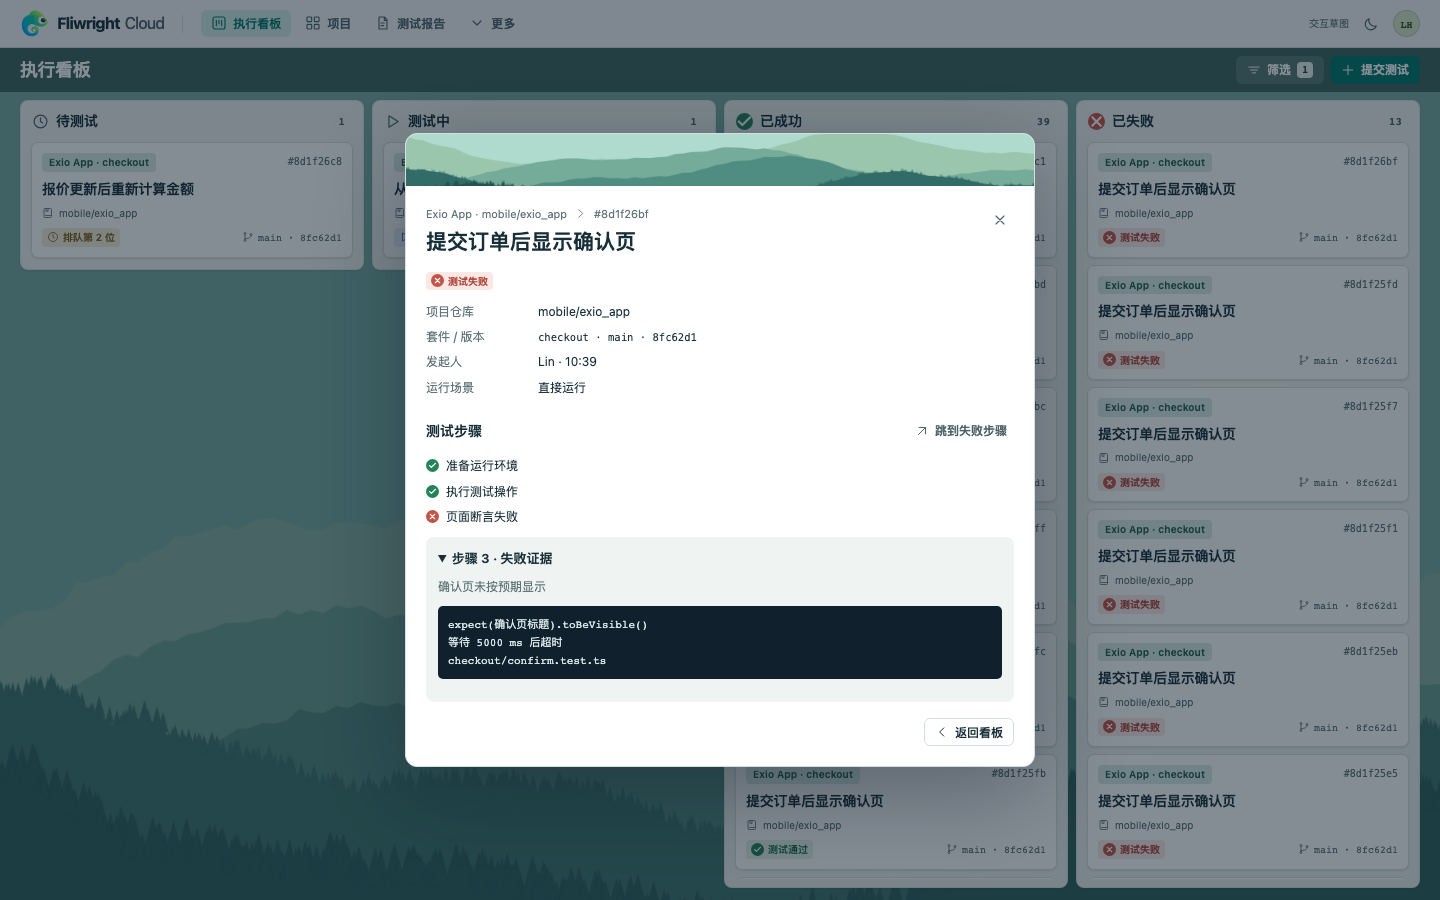 Fliwright Cloud
执行看板
项目
测试报告
更多
交互草图
LH
执行看板
筛选 1
提交测试
待测试 1
Exio App · checkout #8d1f26c8
报价更新后重新计算金额
mobile/exio_app
排队第 2 位 main · 8fc62d1
测试中 1
从
已成功 39
c1
d1
bd
d1
bc
d1
ff
d1
fc
d1
Exio App · checkout #8d1f25fb
提交订单后显示确认页
mobile/exio_app
测试通过 main · 8fc62d1
已失败 13
Exio App · checkout #8d1f26bf
提交订单后显示确认页
mobile/exio_app
测试失败 main · 8fc62d1
Exio App · checkout #8d1f25fd
提交订单后显示确认页
mobile/exio_app
测试失败 main · 8fc62d1
Exio App · checkout #8d1f25f7
提交订单后显示确认页
mobile/exio_app
测试失败 main · 8fc62d1
Exio App · checkout #8d1f25f1
提交订单后显示确认页
mobile/exio_app
测试失败 main · 8fc62d1
Exio App · checkout #8d1f25eb
提交订单后显示确认页
mobile/exio_app
测试失败 main · 8fc62d1
Exio App · checkout #8d1f25e5
提交订单后显示确认页
mobile/exio_app
测试失败 main · 8fc62d1
Exio App · mobile/exio_app #8d1f26bf
提交订单后显示确认页
测试失败
项目仓库 mobile/exio_app
套件 / 版本 checkout · main · 8fc62d1
发起人 Lin · 10:39
运行场景 直接运行
测试步骤 跳到失败步骤
准备运行环境
执行测试操作
页面断言失败
步骤 3 · 失败证据
确认页未按预期显示
expect(确认页标题).toBeVisible()
等待 5000 ms 后超时
checkout/confirm.test.ts
返回看板